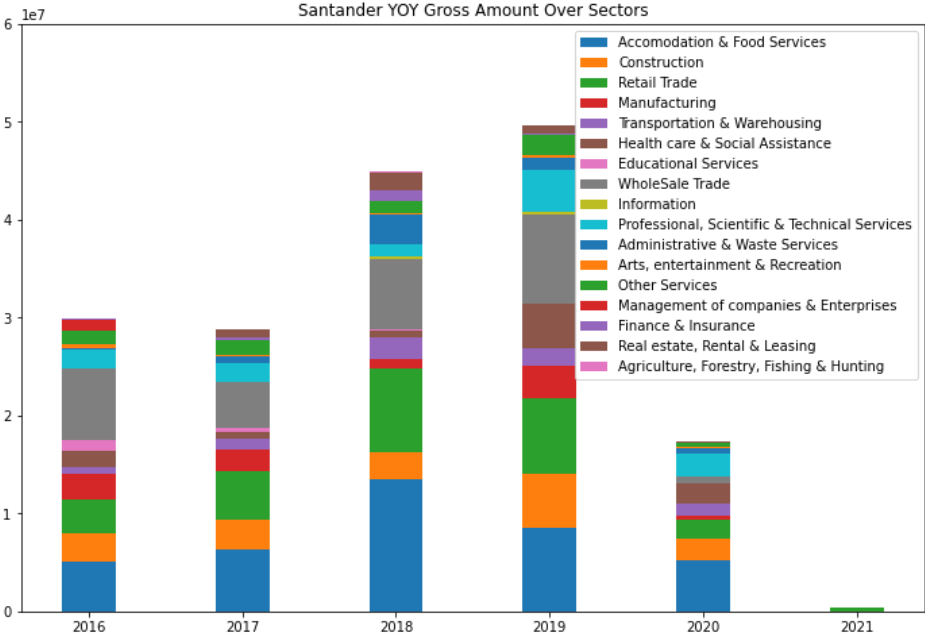 Santander YOY Gross Amount Over Sectors
1e7
6
5
4
3
2
1
0
Accomodation & Food Services
Construction
Retail Trade
Manufacturing
Transportation & Warehousing
Health care & Social Assistance
Educational Services
WholeSale Trade
Information
Professional, Scientific & Technical Services
Administrative & Waste Services
Arts, entertainment & Recreation
Other Services
Management of companies & Enterprises
Finance & Insurance
Real estate, Rental & Leasing
Agriculture, Forestry, Fishing & Hunting
2016 2017 2018 2019 2020 2021